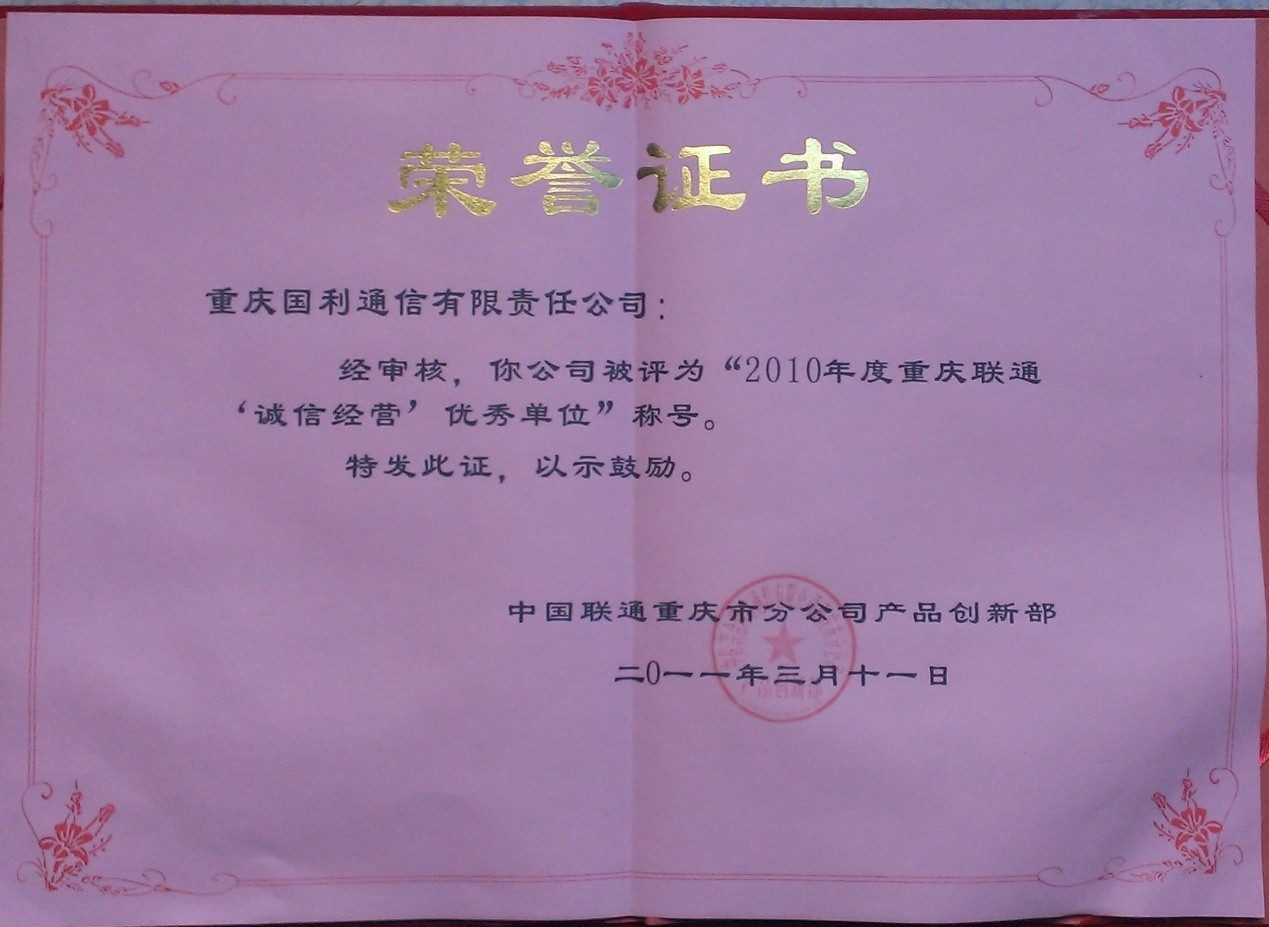 荣誉证书
重庆国利通信有限责任公司：
经审核，你公司被评为“2010年度重庆联通
‘诚信经营’优秀单位”称号。
特发此证，以示鼓励。
中国联通重庆市分公司产品创新部
二0一一年三月十一日